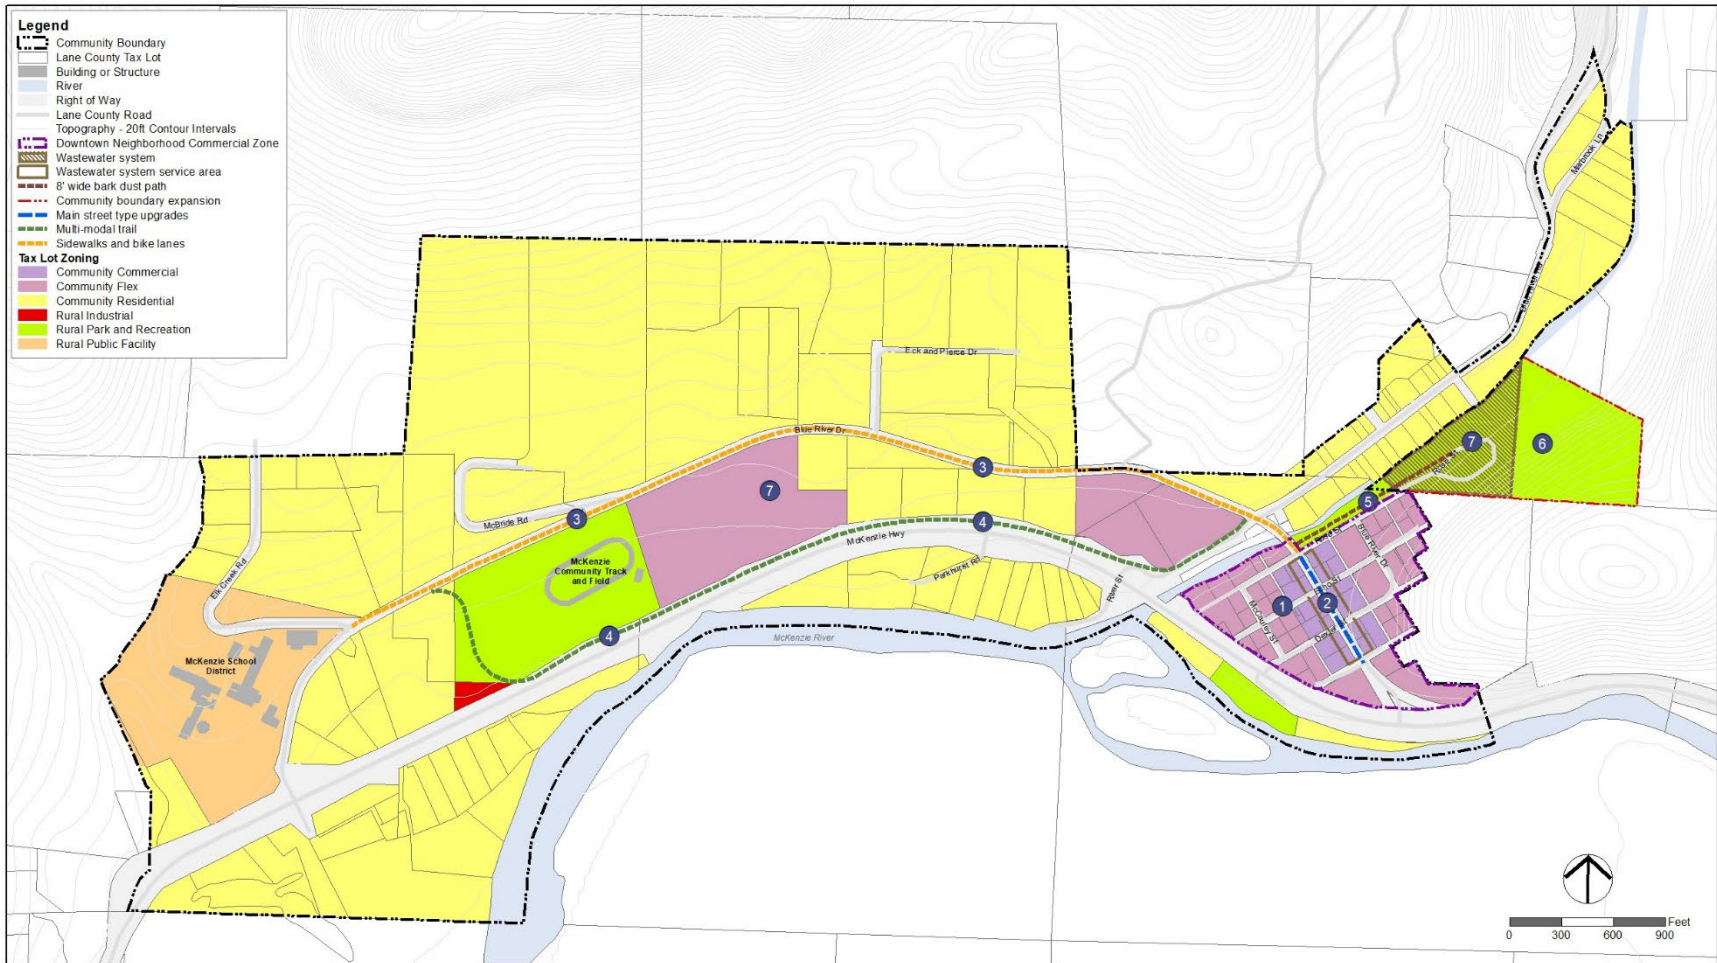 Legend
Community Boundary
Lane County Tax Lot
Building or Structure
River
Right of Way
Lane County Road
Topography - 20ft Contour Intervals
Downtown Neighborhood Commercial Zone
Wastewater system
Wastewater system service area
8' wide bark dust path
Community boundary expansion
Main street type upgrades
Multi-modal trail
Sidewalks and bike lanes
Tax Lot Zoning
Community Commercial
Community Flex
Community Residential
Rural Industrial
Rural Park and Recreation
Rural Public Facility
Marbrook Ln
Eck and Pierce Dr
Blue River Dr
3
7
6
7
5
3
4
McBride Rd
McKenzie Hwy
McKenzie
Community Track
and Field
Elk Creek Rd
Parkhurst Rd
River St
Rose St
Blue River Dr
1
2
McCauley St
4
McKenzie River
McKenzie School
District
Feet
0
300
600
900